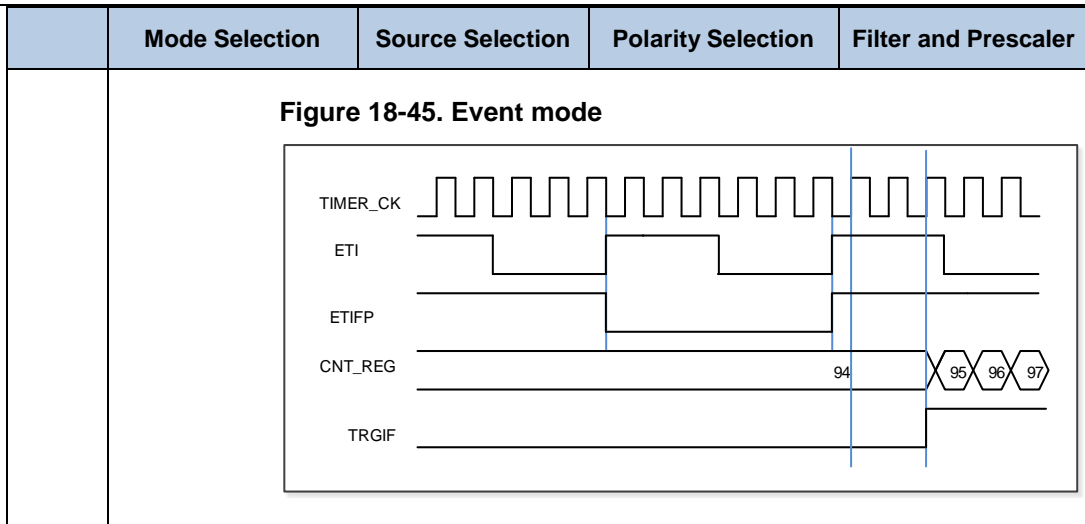 Mode Selection Source Selection Polarity Selection Filter and Prescaler
Figure 18-45. Event mode
TIMER_CK
ETI
ETIFP
CNT_REG 94 95 96 97
TRGIF